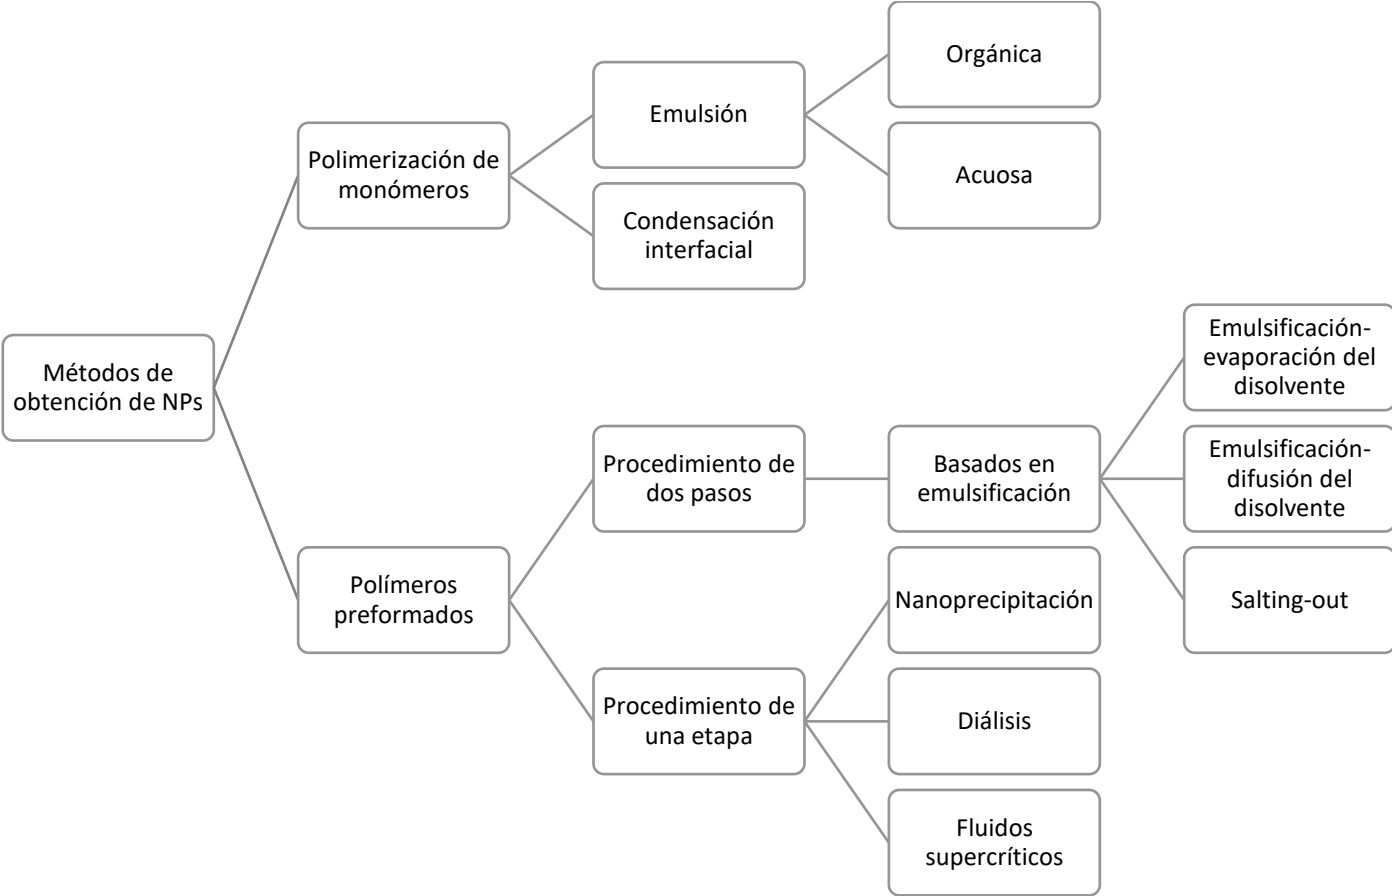 Métodos de
obtención de NPs
Polimerización de
monómeros
Emulsión
Orgánica
Acuosa
Condensación
interfacial
Polímeros
preformados
Procedimiento de
dos pasos
Basados en
emulsificación
Emulsificación-
evaporación del
disolvente
Emulsificación-
difusión del
disolvente
Salting-out
Procedimiento de
una etapa
Nanoprecipitación
Diálisis
Fluidos
supercríticos